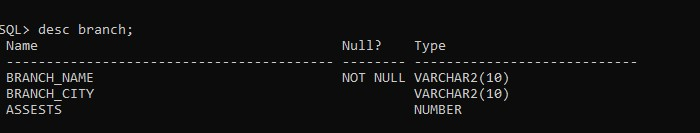 SQL> desc branch;
Name Null? Type
----------------------------------------- -------- ----------------------------
BRANCH_NAME NOT NULL VARCHAR2(10)
BRANCH_CITY VARCHAR2(10)
ASSESTS NUMBER